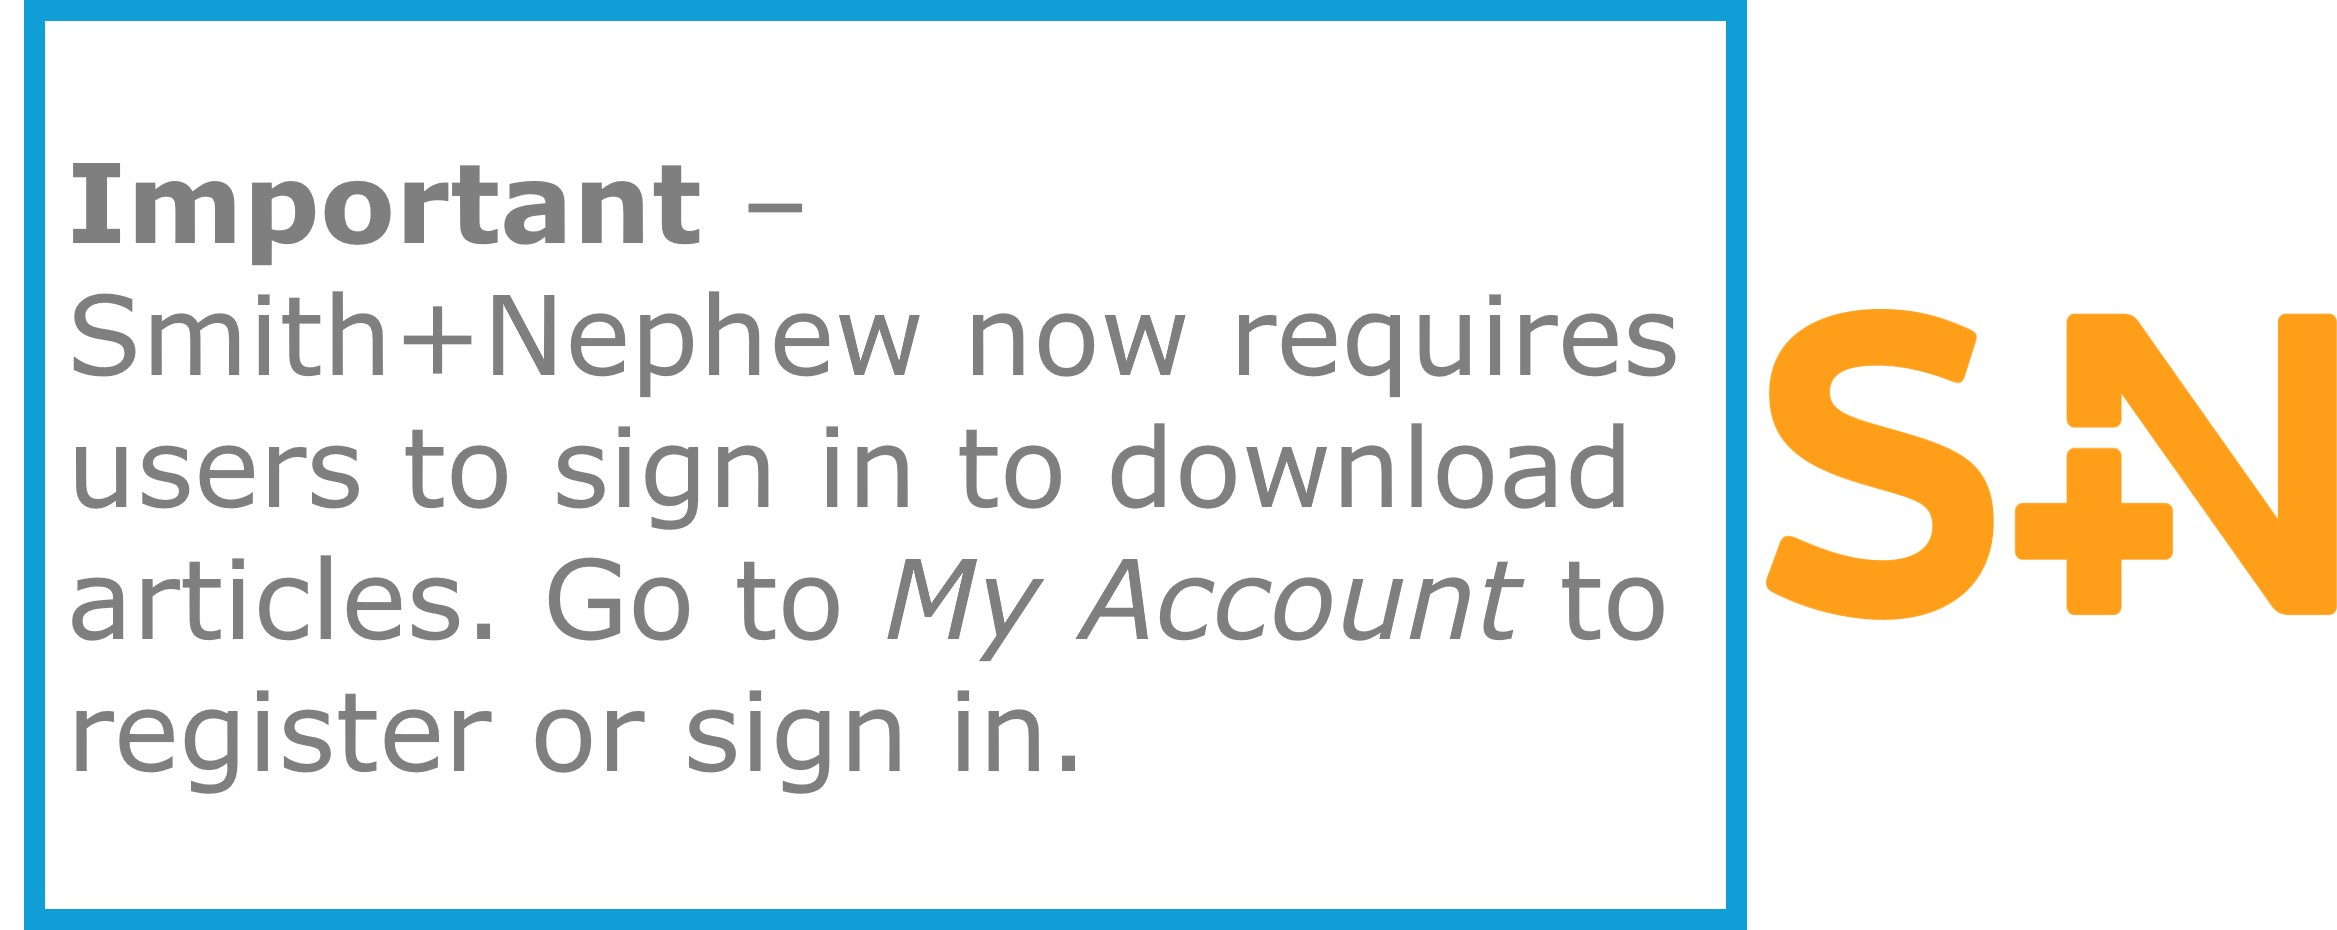 Important –
Smith+Nephew now requires
users to sign in to download
articles. Go to My Account to
register or sign in.
S+N